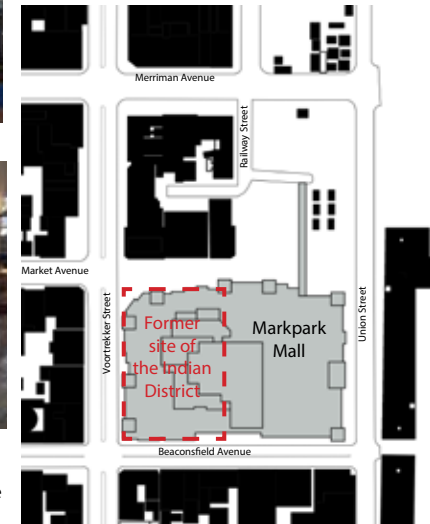 Merriman Avenue
Railway Street
Market Avenue
Voortrekker Street
Former
site of
the Indian
District
Markpark
Mall
Union Street
Beaconsfield Avenue
e